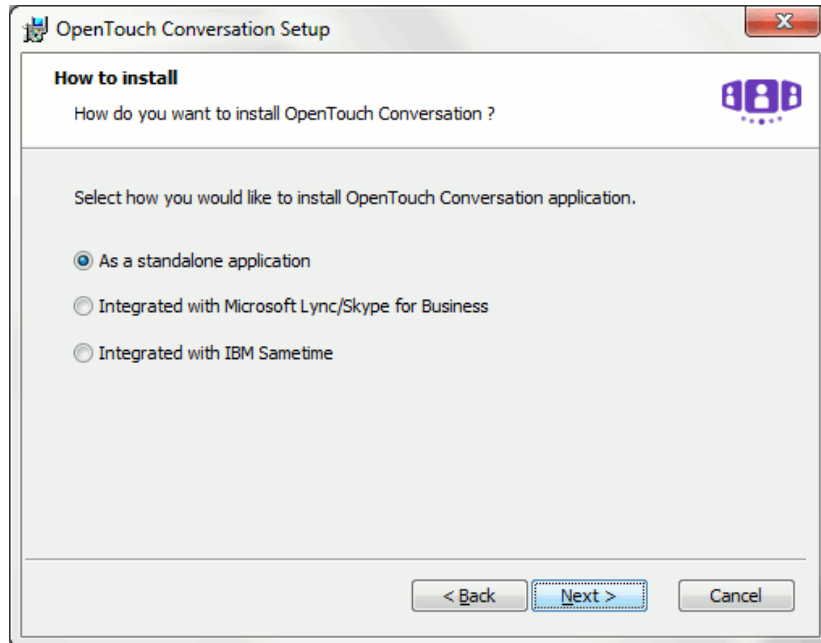 OpenTouch Conversation Setup
How to install
How do you want to install OpenTouch Conversation ?
Select how you would like to install OpenTouch Conversation application.
As a standalone application
Integrated with Microsoft Lync/Skype for Business
Integrated with IBM Sametime
< Back Next > Cancel